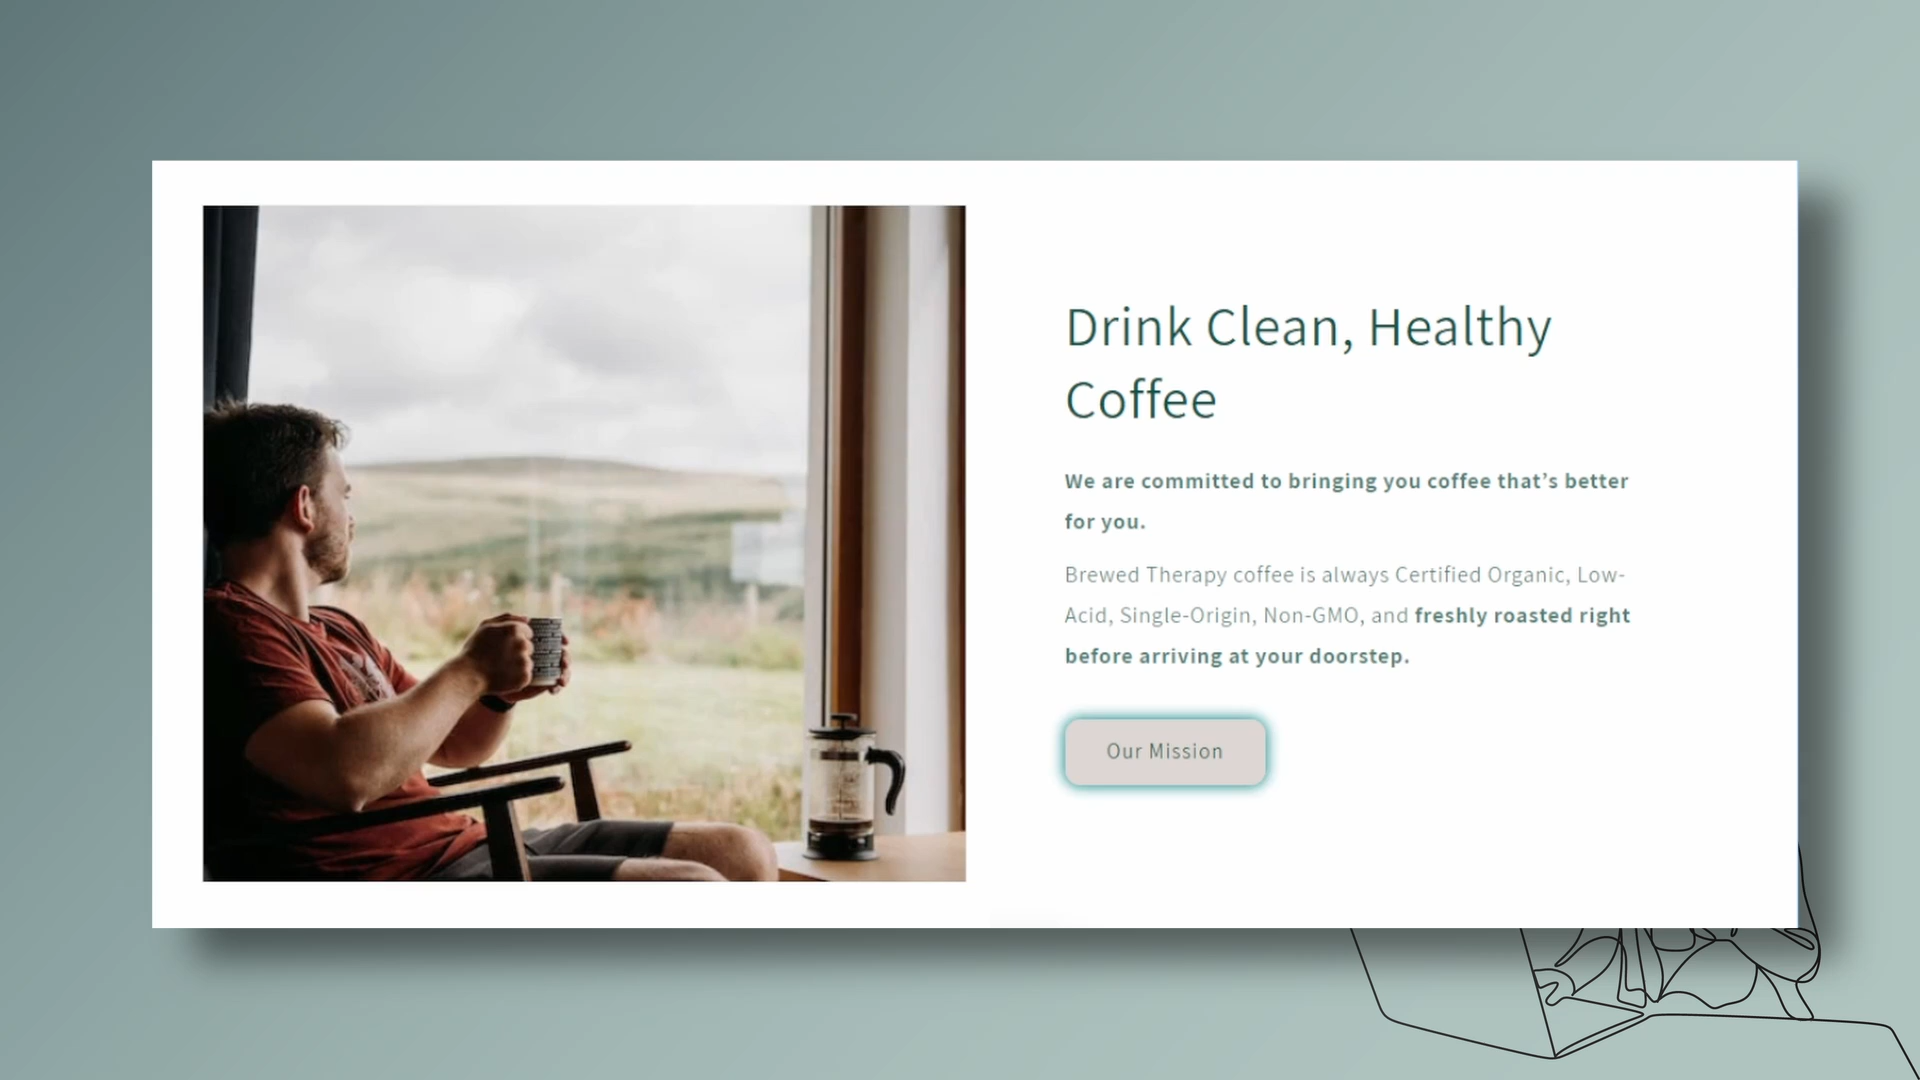 Drink Clean, Healthy
Coffee
We are committed to bringing you coffee that’s better
for you.
Brewed Therapy coffee is always Certified Organic, Low-
Acid, Single-Origin, Non-GMO, and freshly roasted right
before arriving at your doorstep.
Our Mission